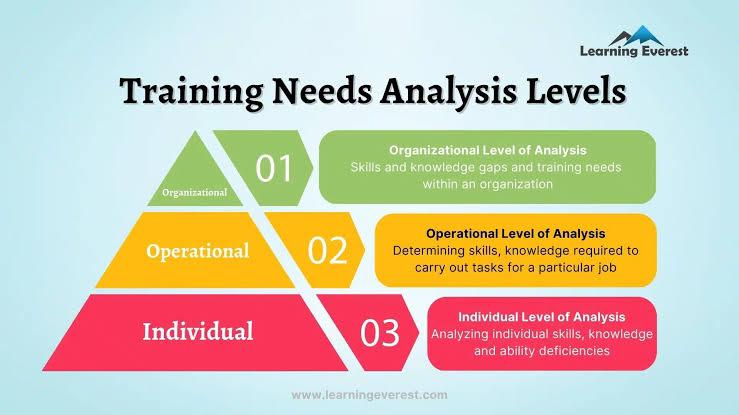 Learning Everest
Training Needs Analysis Levels
Organizational
01
Organizational Level of Analysis
Skills and knowledge gaps and training needs
within an organization
Operational
02
Operational Level of Analysis
Determining skills, knowledge required to
carry out tasks for a particular job
Individual
03
Individual Level of Analysis
Analyzing individual skills, knowledge
and ability deficiencies
www.learningeverest.com